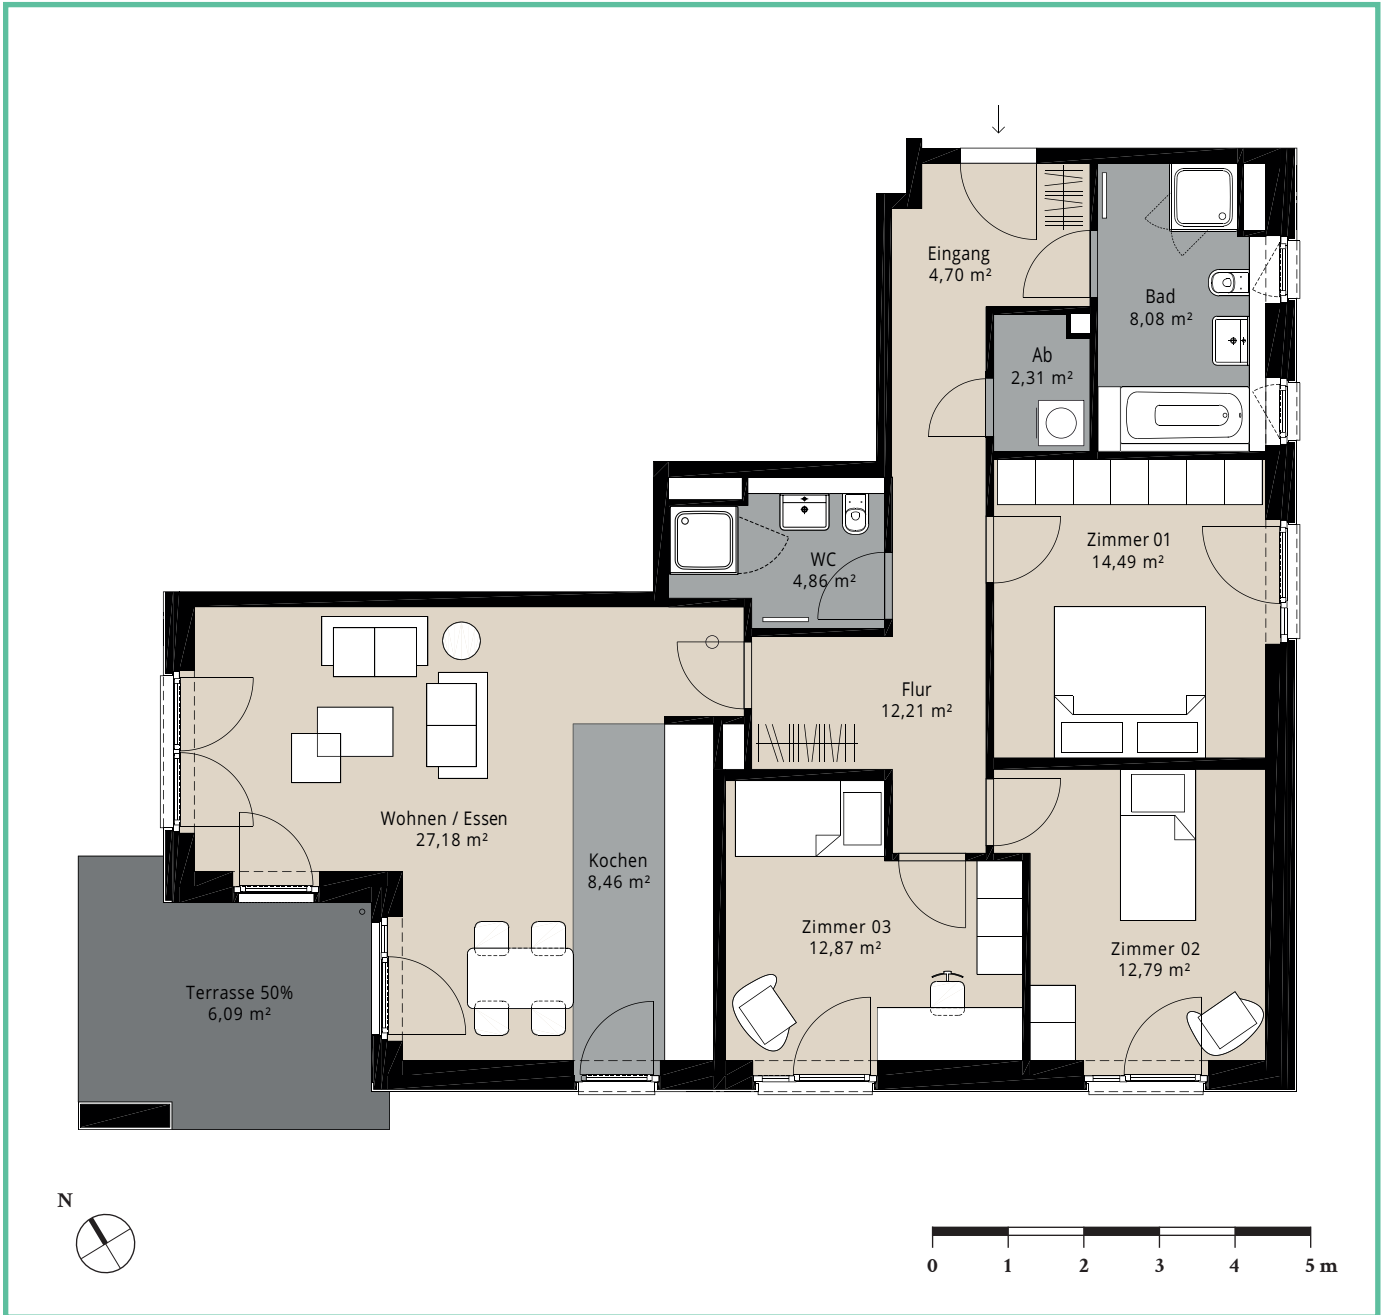 Eingang
4,70 m²
Bad
8,08 m²
Ab
2,31 m²
Zimmer 01
14,49 m²
WC
4,86 m²
Flur
12,21 m²
Wohnen / Essen
27,18 m²
Kochen
8,46 m²
Zimmer 03
12,87 m²
Zimmer 02
12,79 m²
Terrasse 50%
6,09 m²
N
0 1 2 3 4 5 m